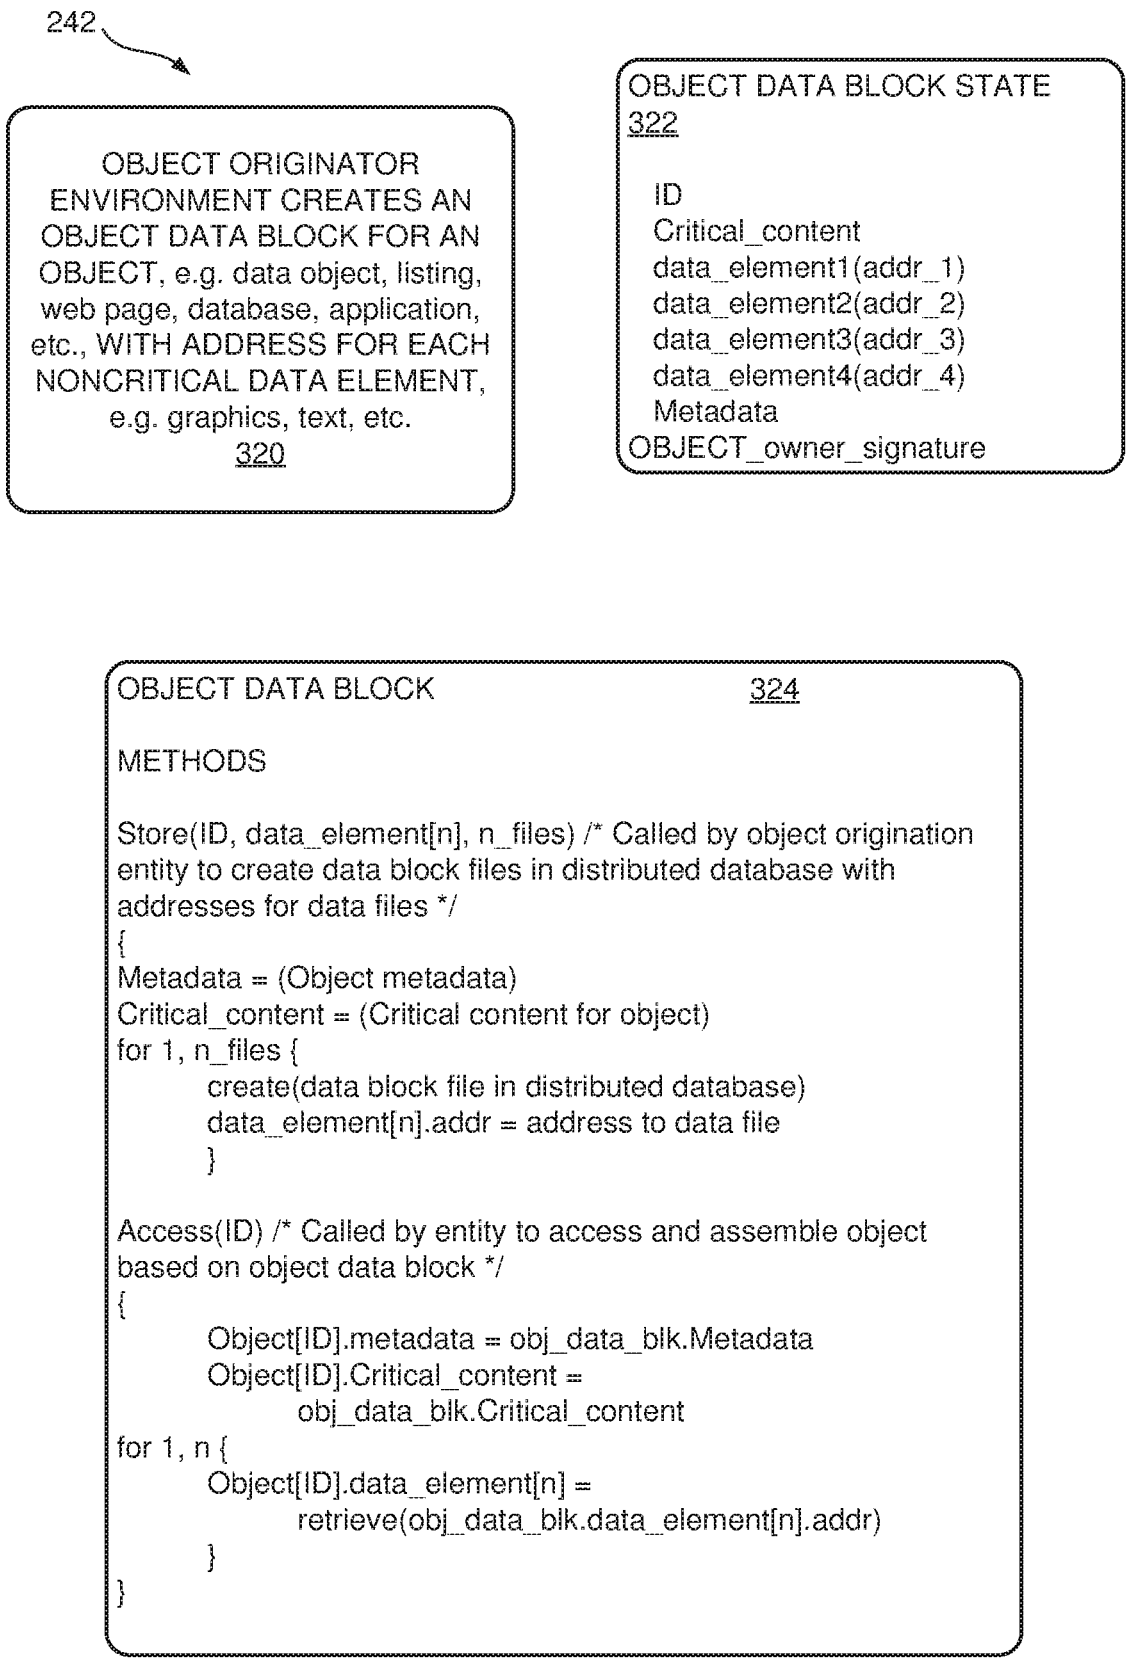 242
OBJECT ORIGINATOR
ENVIRONMENT CREATES AN
OBJECT DATA BLOCK FOR AN
OBJECT, e.g. data object, listing,
web page, database, application,
etc., WITH ADDRESS FOR EACH
NONCRITICAL DATA ELEMENT,
e.g. graphics, text, etc.
320
OBJECT DATA BLOCK STATE
322
ID
Critical_content
data_element1(addr_1)
data_element2(addr_2)
data_element3(addr_3)
data_element4(addr_4)
Metadata
OBJECT_owner_signature
OBJECT DATA BLOCK 324
METHODS
Store(ID, data_element[n], n_files) /* Called by object origination
entity to create data block files in distributed database with
addresses for data files */
{
Metadata = (Object metadata)
Critical_content = (Critical content for object)
for 1, n_files {
create(data block file in distributed database)
data_element[n].addr = address to data file
}
Access(ID) /* Called by entity to access and assemble object
based on object data block */
{
Object[ID].metadata = obj_data_blk.Metadata
Object[ID].Critical_content =
obj_data_blk.Critical_content
for 1, n {
Object[ID].data_element[n] =
retrieve(obj_data_blk.data_element[n].addr)
}
}